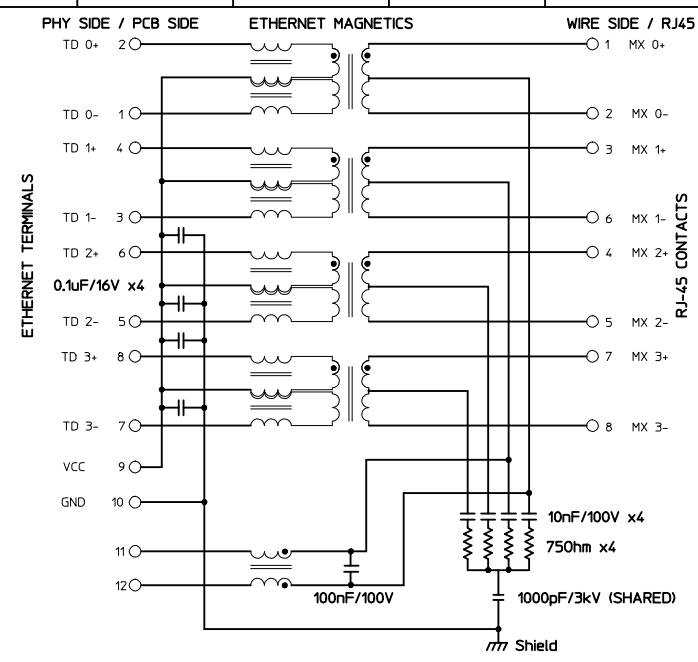 PHY SIDE / PCB SIDE ETHERNET MAGNETICS WIRE SIDE / RJ45
TD 0+ 2 1 MX 0+
TD 0- 1 2 MX 0-
TD 1+ 4 3 MX 1+
TD 1- 3 6 MX 1-
TD 2+ 6 4 MX 2+
0.1uF/16V x4
TD 2- 5 5 MX 2-
TD 3+ 8 7 MX 3+
TD 3- 7 8 MX 3-
VCC 9
GND 10
11
12
ETHERNET TERMINALS
RJ-45 CONTACTS
10nF/100V x4
75Ohm x4
100nF/100V
1000pF/3kV (SHARED)
Shield